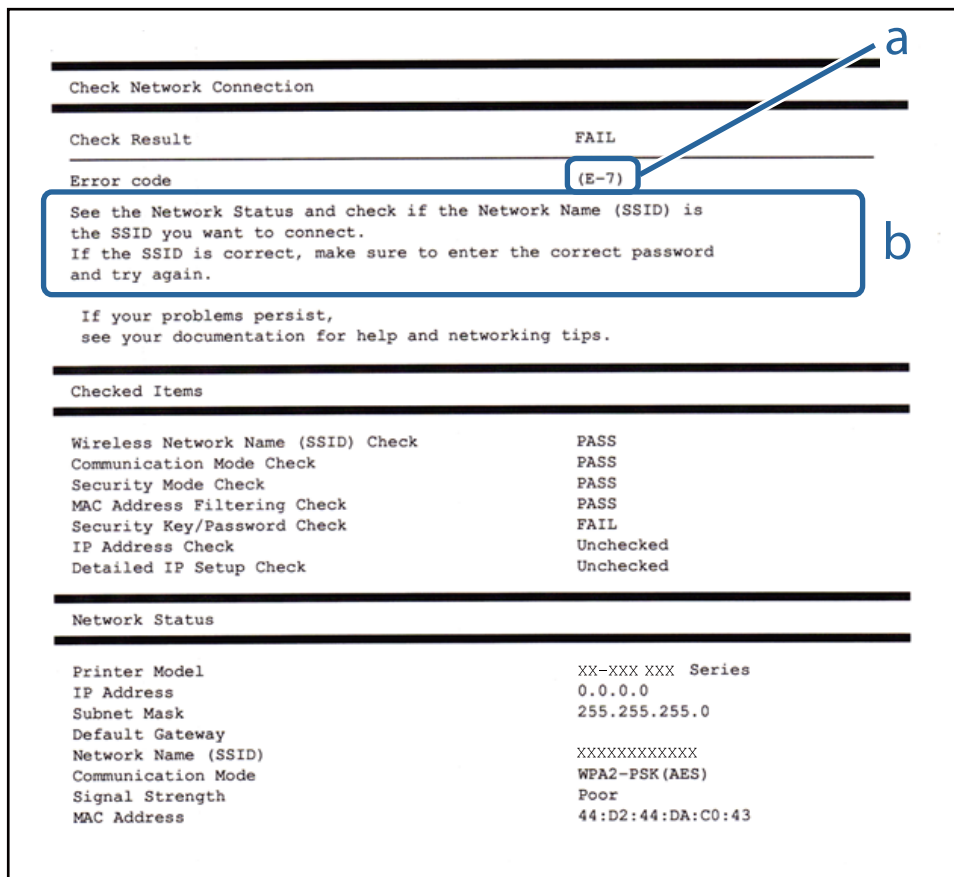 a
Check Network Connection
Check Result FAIL
Error code (E-7)
See the Network Status and check if the Network Name (SSID) is
the SSID you want to connect.
If the SSID is correct, make sure to enter the correct password
and try again.
b
If your problems persist,
see your documentation for help and networking tips.
Checked Items
Wireless Network Name (SSID) Check PASS
Communication Mode Check PASS
Security Mode Check PASS
MAC Address Filtering Check PASS
Security Key/Password Check FAIL
IP Address Check Unchecked
Detailed IP Setup Check Unchecked
Network Status
Printer Model XX-XXX XXX Series
IP Address 0.0.0.0
Subnet Mask 255.255.255.0
Default Gateway
Network Name (SSID) XXXXXXXXXXXX
Communication Mode WPA2-PSK(AES)
Signal Strength Poor
MAC Address 44:D2:44:DA:C0:43